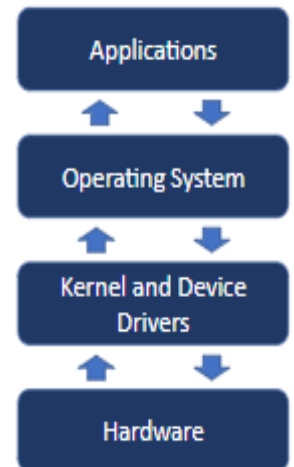 Applications
Operating System
Kernel and Device
Drivers
Hardware